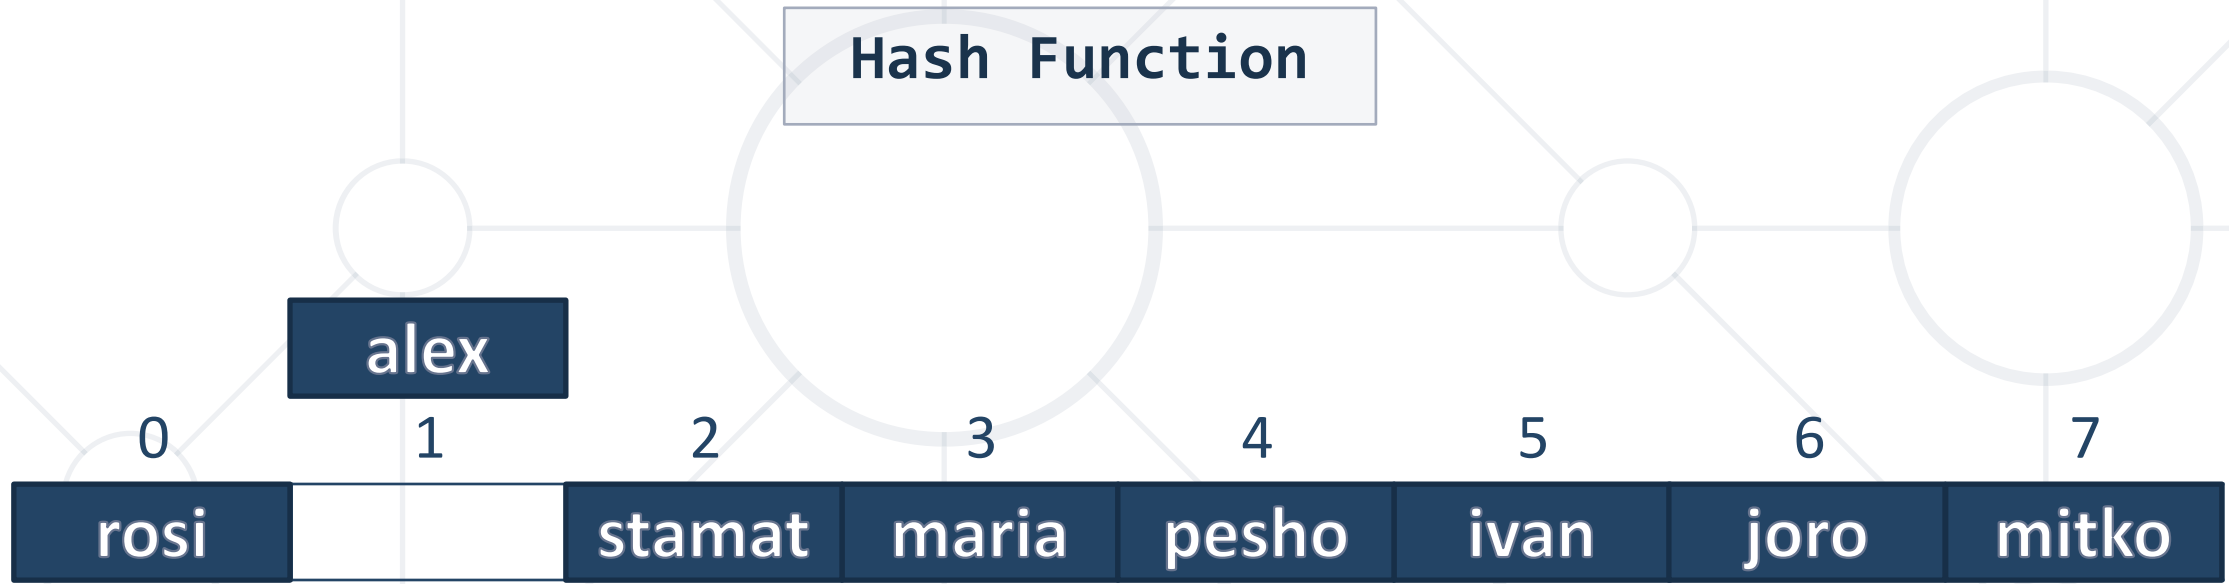 Hash Function
alex
0 1 2 3 4 5 6 7
rosi stamat maria pesho ivan joro mitko